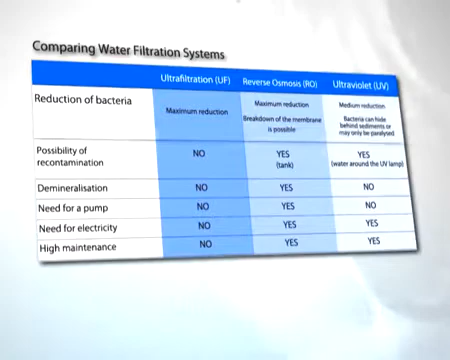 Comparing Water Filtration Systems
Ultrafiltration (UF) Reverse Osmosis (RO) Ultraviolet (UV)
Reduction of bacteria
Maximum reduction
Maximum reduction
Breakdown of the membrane
is possible
Medium reduction
Bacteria can hide
behind sediments or
may only be paralysed
Possibility of
recontamination
NO
YES
(tank)
YES
(water around the UV lamp)
Demineralisation NO YES NO
Need for a pump NO YES NO
Need for electricity NO YES YES
High maintenance NO YES YES